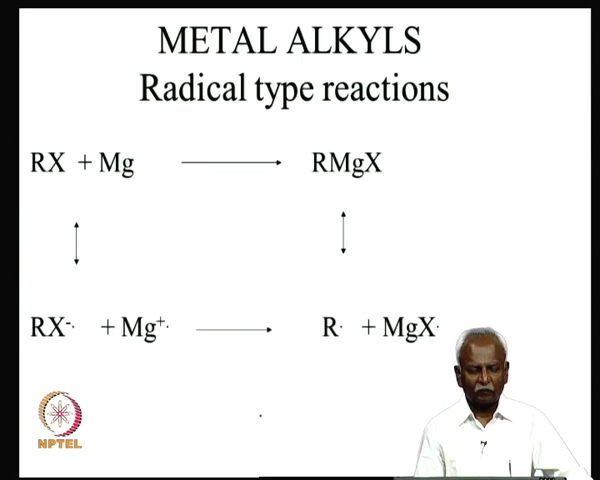 METAL ALKYLS
Radical type reactions
RX + Mg ⟶ RMgX
RX⁻· + Mg⁺· ⟶ R· + MgX·
NPTEL